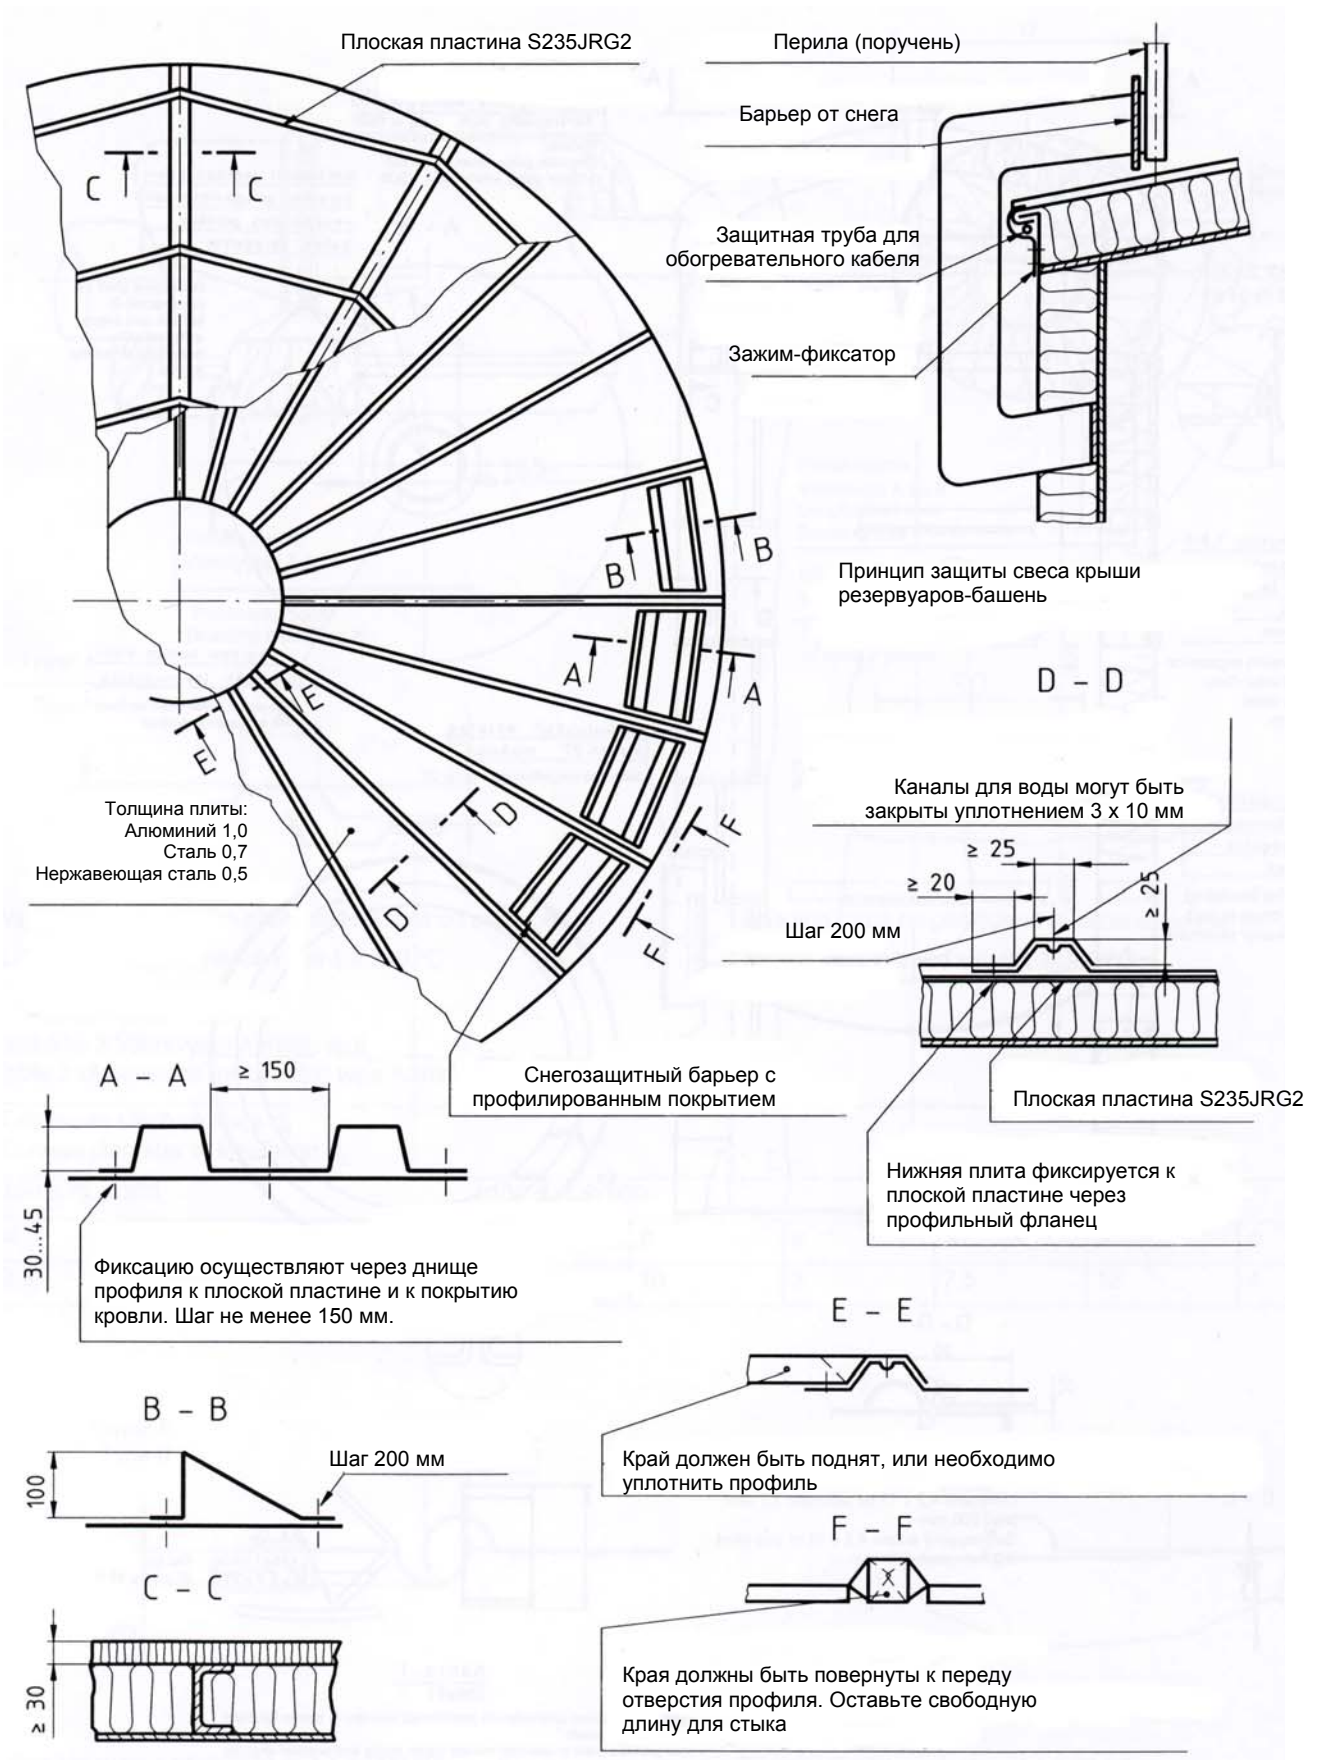 Плоская пластина S235JRG2
Перила (поручень)
Барьер от снега
C
C
Защитная труба для
обогревательного кабеля
Зажим-фиксатор
B
B
Принцип защиты свеса крыши
резервуаров-башень
A
A
E
E
D
D
F
F
Толщина плиты:
Алюминий 1,0
Сталь 0,7
Нержавеющая сталь 0,5
D – D
Каналы для воды могут быть
закрыты уплотнением 3 x 10 мм
≥ 25
≥ 20
≥ 25
Шаг 200 мм
Плоская пластина S235JRG2
Нижняя плита фиксируется к
плоской пластине через
профильный фланец
Снегозащитный барьер с
профилированным покрытием
A – A
≥ 150
30...45
Фиксацию осуществляют через днище
профиля к плоской пластине и к покрытию
кровли. Шаг не менее 150 мм.
E – E
Край должен быть поднят, или необходимо
уплотнить профиль
B – B
Шаг 200 мм
100
F – F
Края должны быть повернуты к переду
отверстия профиля. Оставьте свободную
длину для стыка
C – C
≥ 30